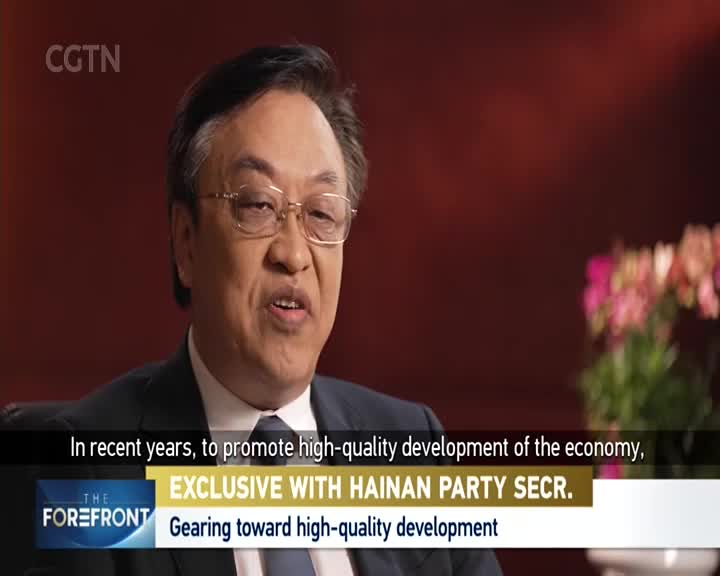 CGTN
In recent years, to promote high-quality development of the economy,
EXCLUSIVE WITH HAINAN PARTY SECR.
THE
FOREFRONT
Gearing toward high-quality development